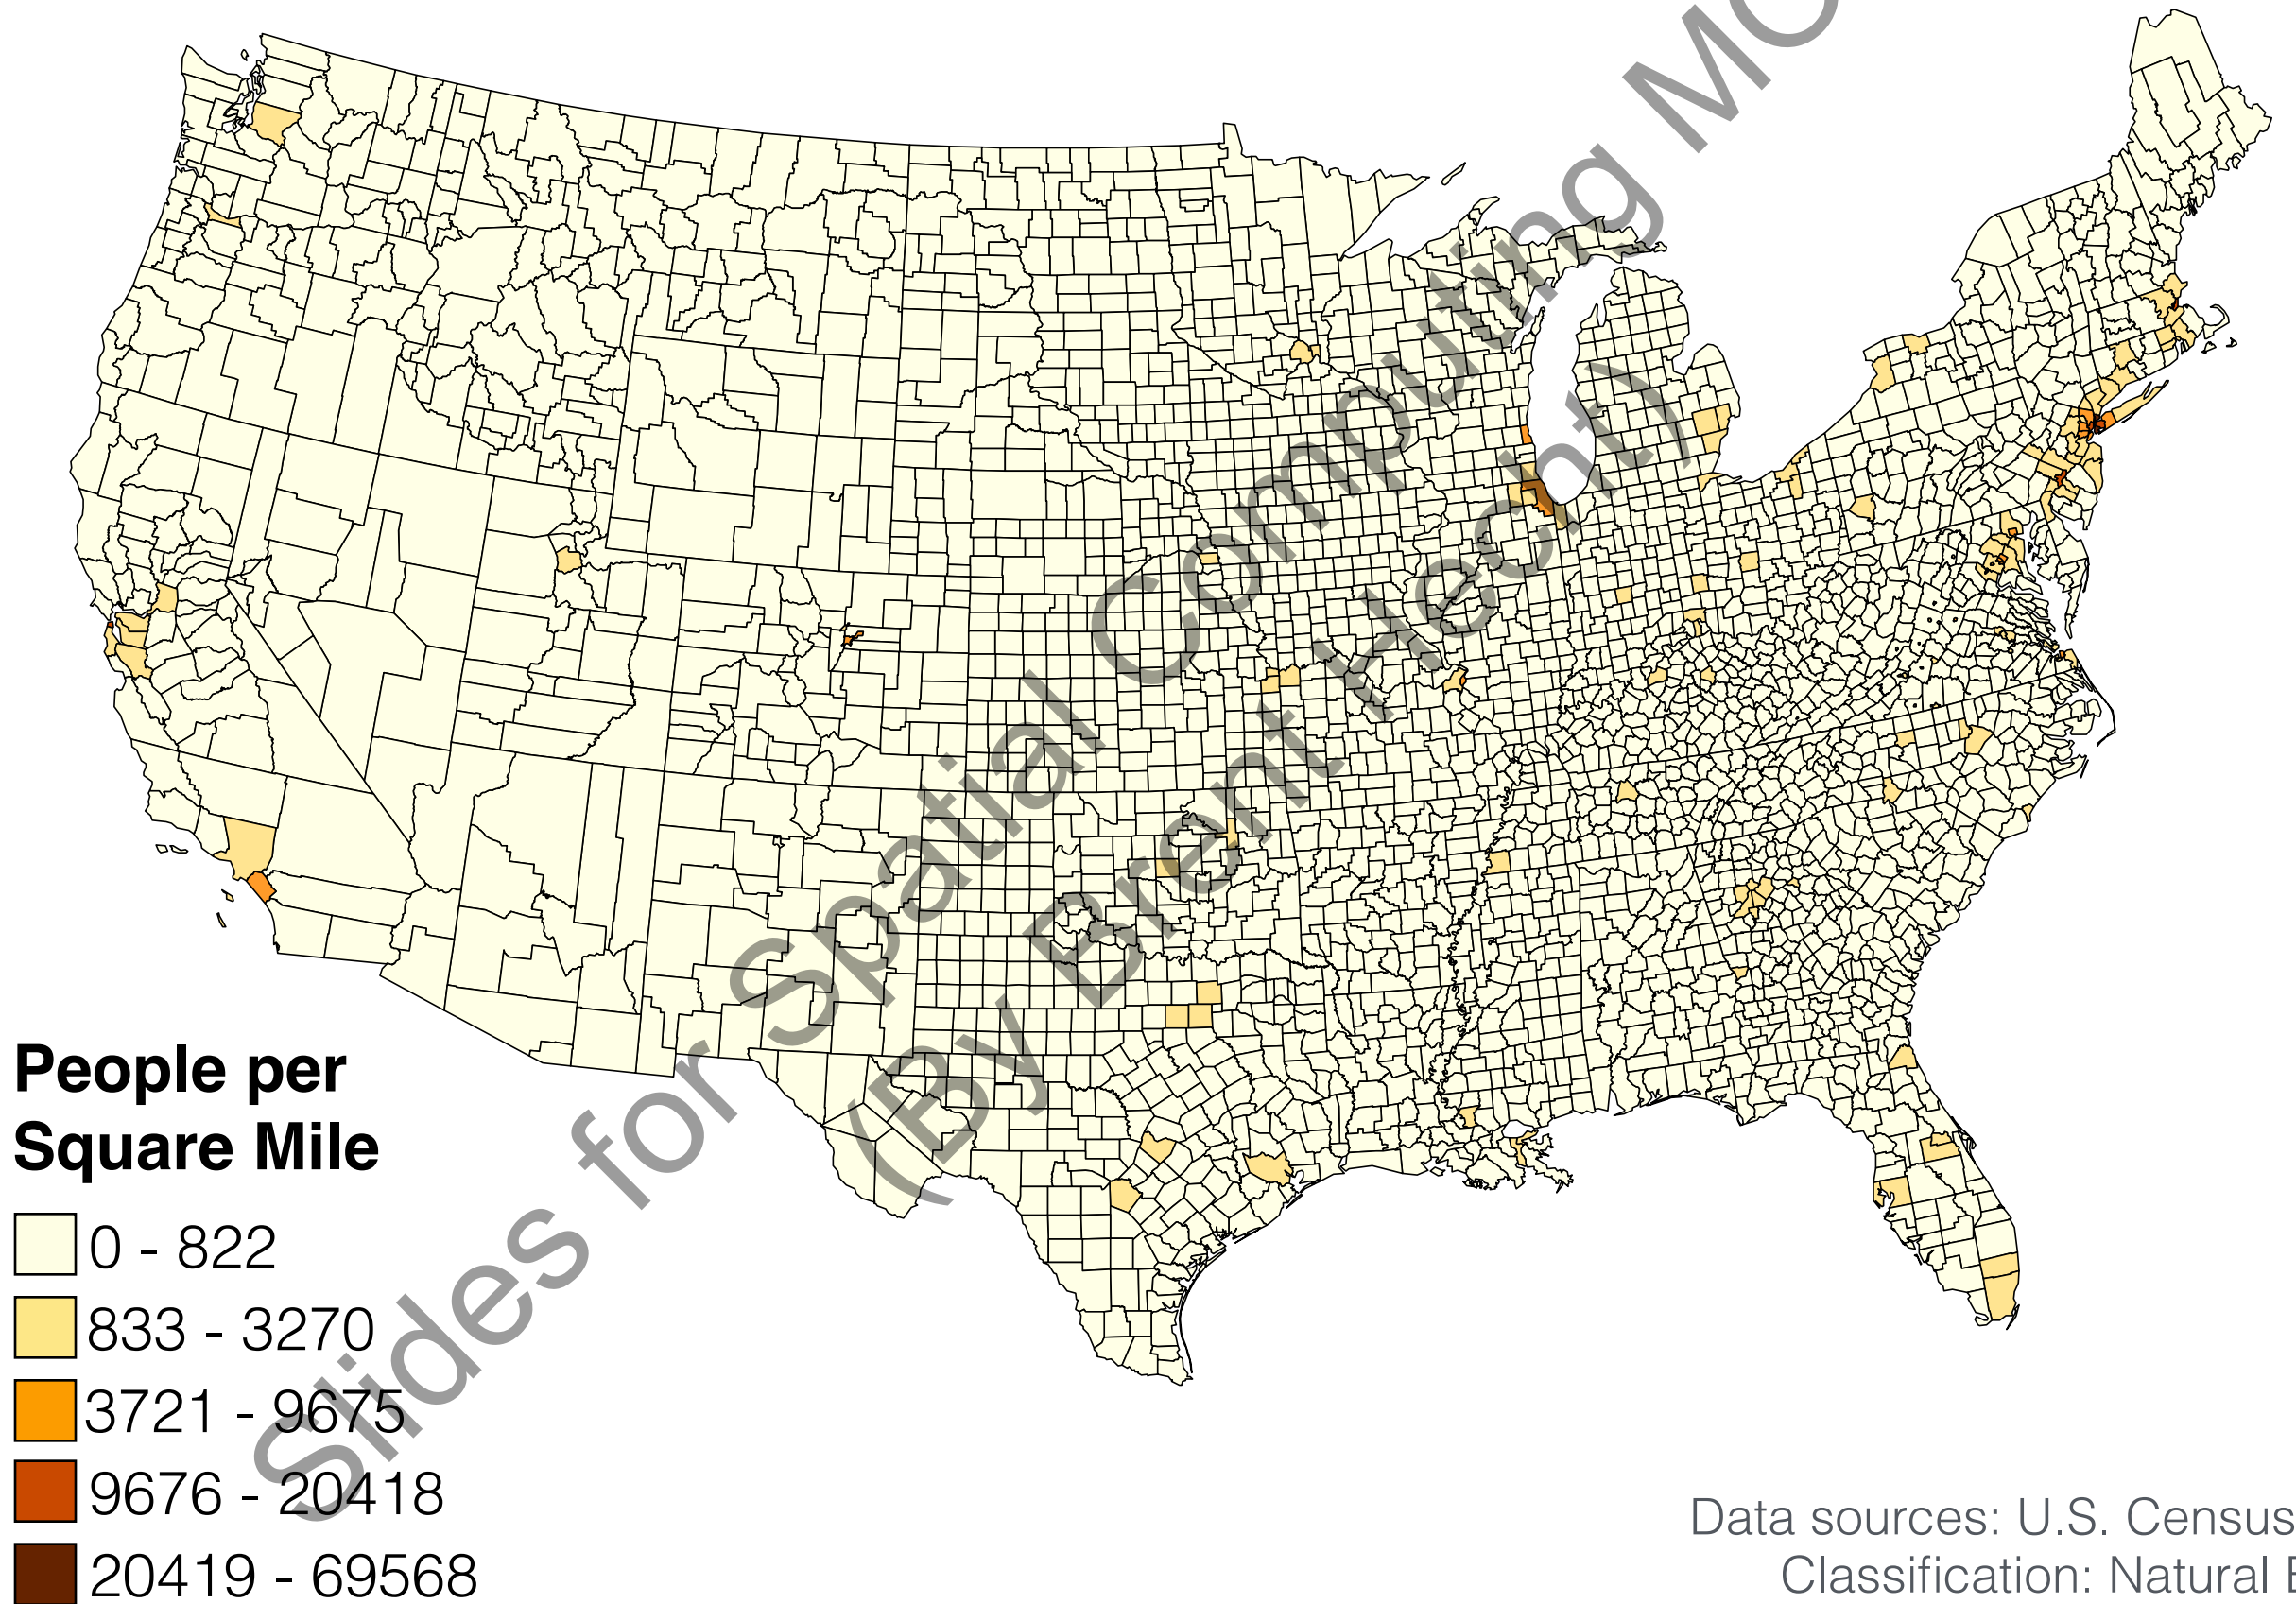 Slides for Spatial Computing MO
(By Brent Hecht)
People per
Square Mile
0 - 822
833 - 3270
3721 - 9675
9676 - 20418
20419 - 69568
Data sources: U.S. Census
Classification: Natural